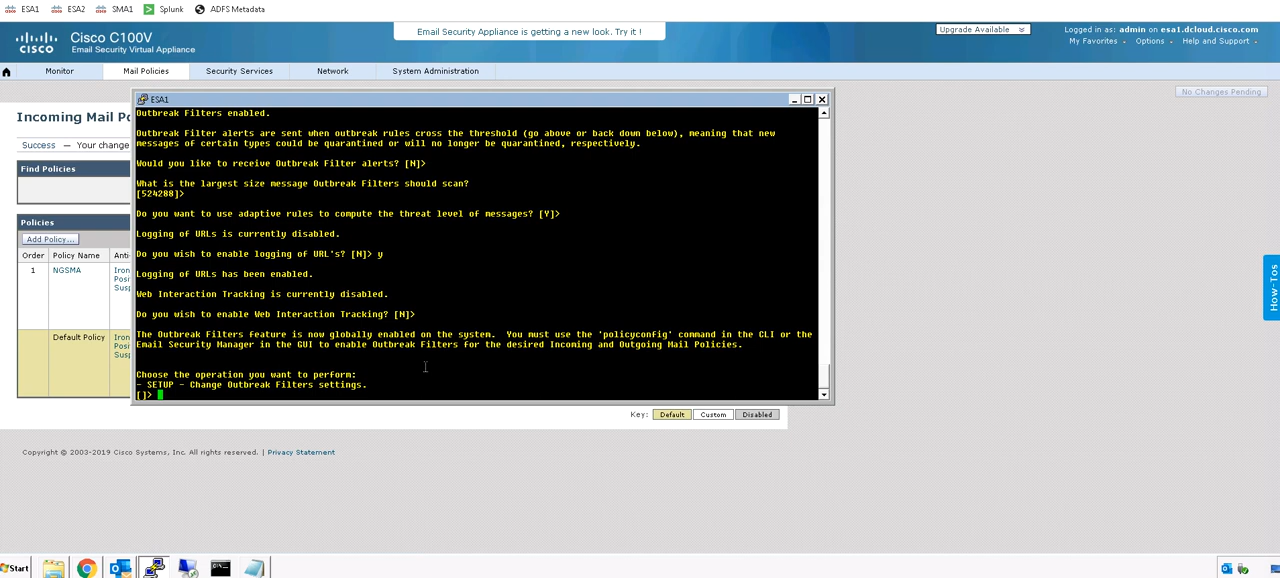 ESA1 ESA2 SMA1 Splunk ADFS Metadata
Email Security Appliance is getting a new look. Try it !
Upgrade Available
Logged in as: admin on esa1.dcloud.cisco.com
My Favorites Options Help and Support
CISCO
Cisco C100V
Email Security Virtual Appliance
Monitor Mail Policies Security Services Network System Administration
No Changes Pending
Incoming Mail Po
Success — Your change
Find Policies
Policies
Add Policy...
Order Policy Name Anti-
1 NGSMA Iron
Posi
Susp
Default Policy Iron
Posi
Susp
ESA1
Outbreak Filters enabled.
Outbreak Filter alerts are sent when outbreak rules cross the threshold (go above or back down below), meaning that new
messages of certain types could be quarantined or will no longer be quarantined, respectively.
Would you like to receive Outbreak Filter alerts? [N]>
What is the largest size message Outbreak Filters should scan?
[524288]>
Do you want to use adaptive rules to compute the threat level of messages? [Y]>
Logging of URLs is currently disabled.
Do you wish to enable logging of URL's? [N]> y
Logging of URLs has been enabled.
Web Interaction Tracking is currently disabled.
Do you wish to enable Web Interaction Tracking? [N]>
The Outbreak Filters feature is now globally enabled on the system.  You must use the 'policyconfig' command in the CLI or the
Email Security Manager in the GUI to enable Outbreak Filters for the desired Incoming and Outgoing Mail Policies.
Choose the operation you want to perform:
- SETUP - Change Outbreak Filters settings.
[]>
Key: Default Custom Disabled
How-Tos
Copyright © 2003-2019 Cisco Systems, Inc. All rights reserved. | Privacy Statement
Start